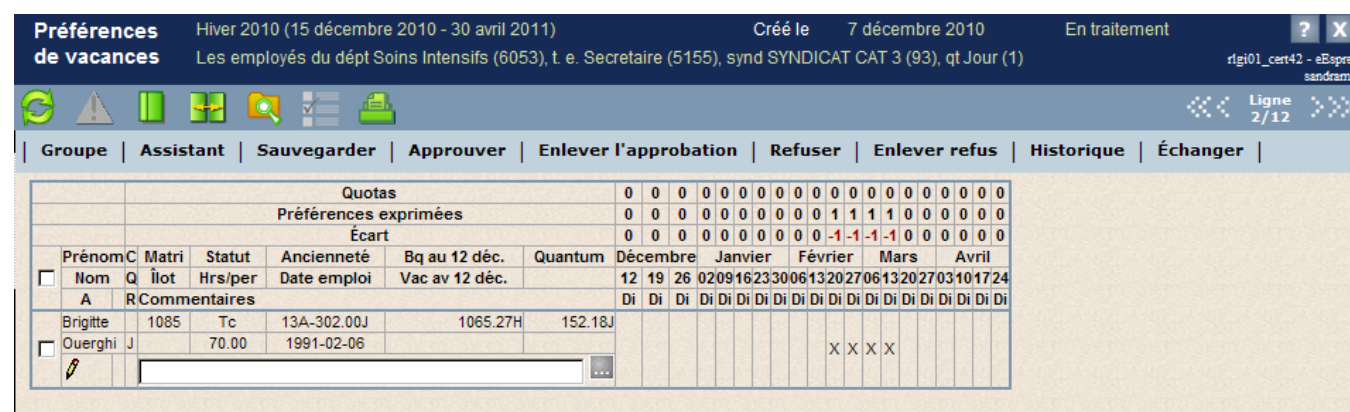 Préférences de vacances
Hiver 2010 (15 décembre 2010 - 30 avril 2011) Créé le 7 décembre 2010 En traitement ? X
Les employés du dépt Soins Intensifs (6053), t. e. Secretaire (5155), synd SYNDICAT CAT 3 (93), qt Jour (1)
rlgi01_cert42 - eEspre
sandram
Ligne
2/12
Groupe | Assistant | Sauvegarder | Approuver | Enlever l'approbation | Refuser | Enlever refus | Historique | Échanger |
Quotas 0 0 0 0 0 0 0 0 0 0 0 0 0 0 0 0 0 0 0 0
Préférences exprimées 0 0 0 0 0 0 0 0 0 0 1 1 1 1 0 0 0 0 0 0
Écart 0 0 0 0 0 0 0 0 0 0 -1 -1 -1 -1 0 0 0 0 0 0
Prénom C Matri Statut Ancienneté Bq au 12 déc. Quantum Décembre Janvier Février Mars Avril
Nom Q Îlot Hrs/per Date emploi Vac av 12 déc. 12 19 26 02 09 16 23 30 06 13 20 27 06 13 20 27 03 10 17 24
A R Commentaires Di Di Di Di Di Di Di Di Di Di Di Di Di Di Di Di Di Di Di Di
Brigitte 1085 Tc 13A-302.00J 1065.27H 152.18J
Ouerghi J 70.00 1991-02-06 X X X X
...